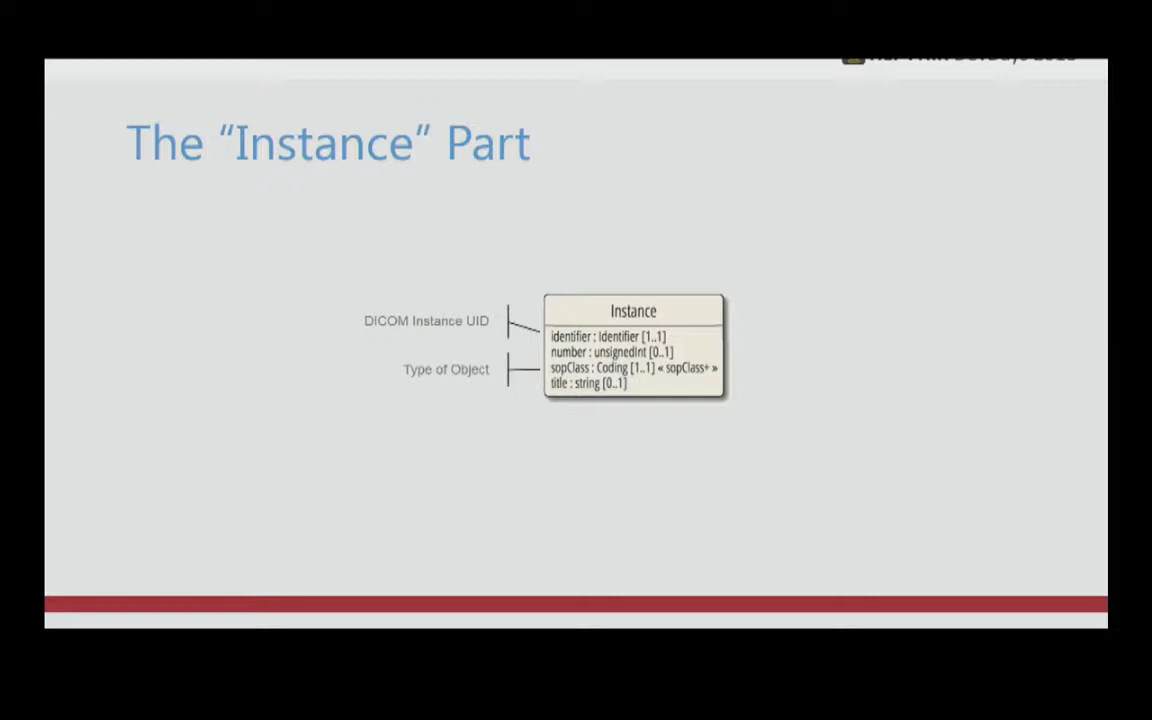 The “Instance” Part
Instance
DICOM Instance UID
identifier : Identifier [1..1]
number : unsignedInt [0..1]
Type of Object
sopClass : Coding [1..1] « sopClass+ »
title : string [0..1]